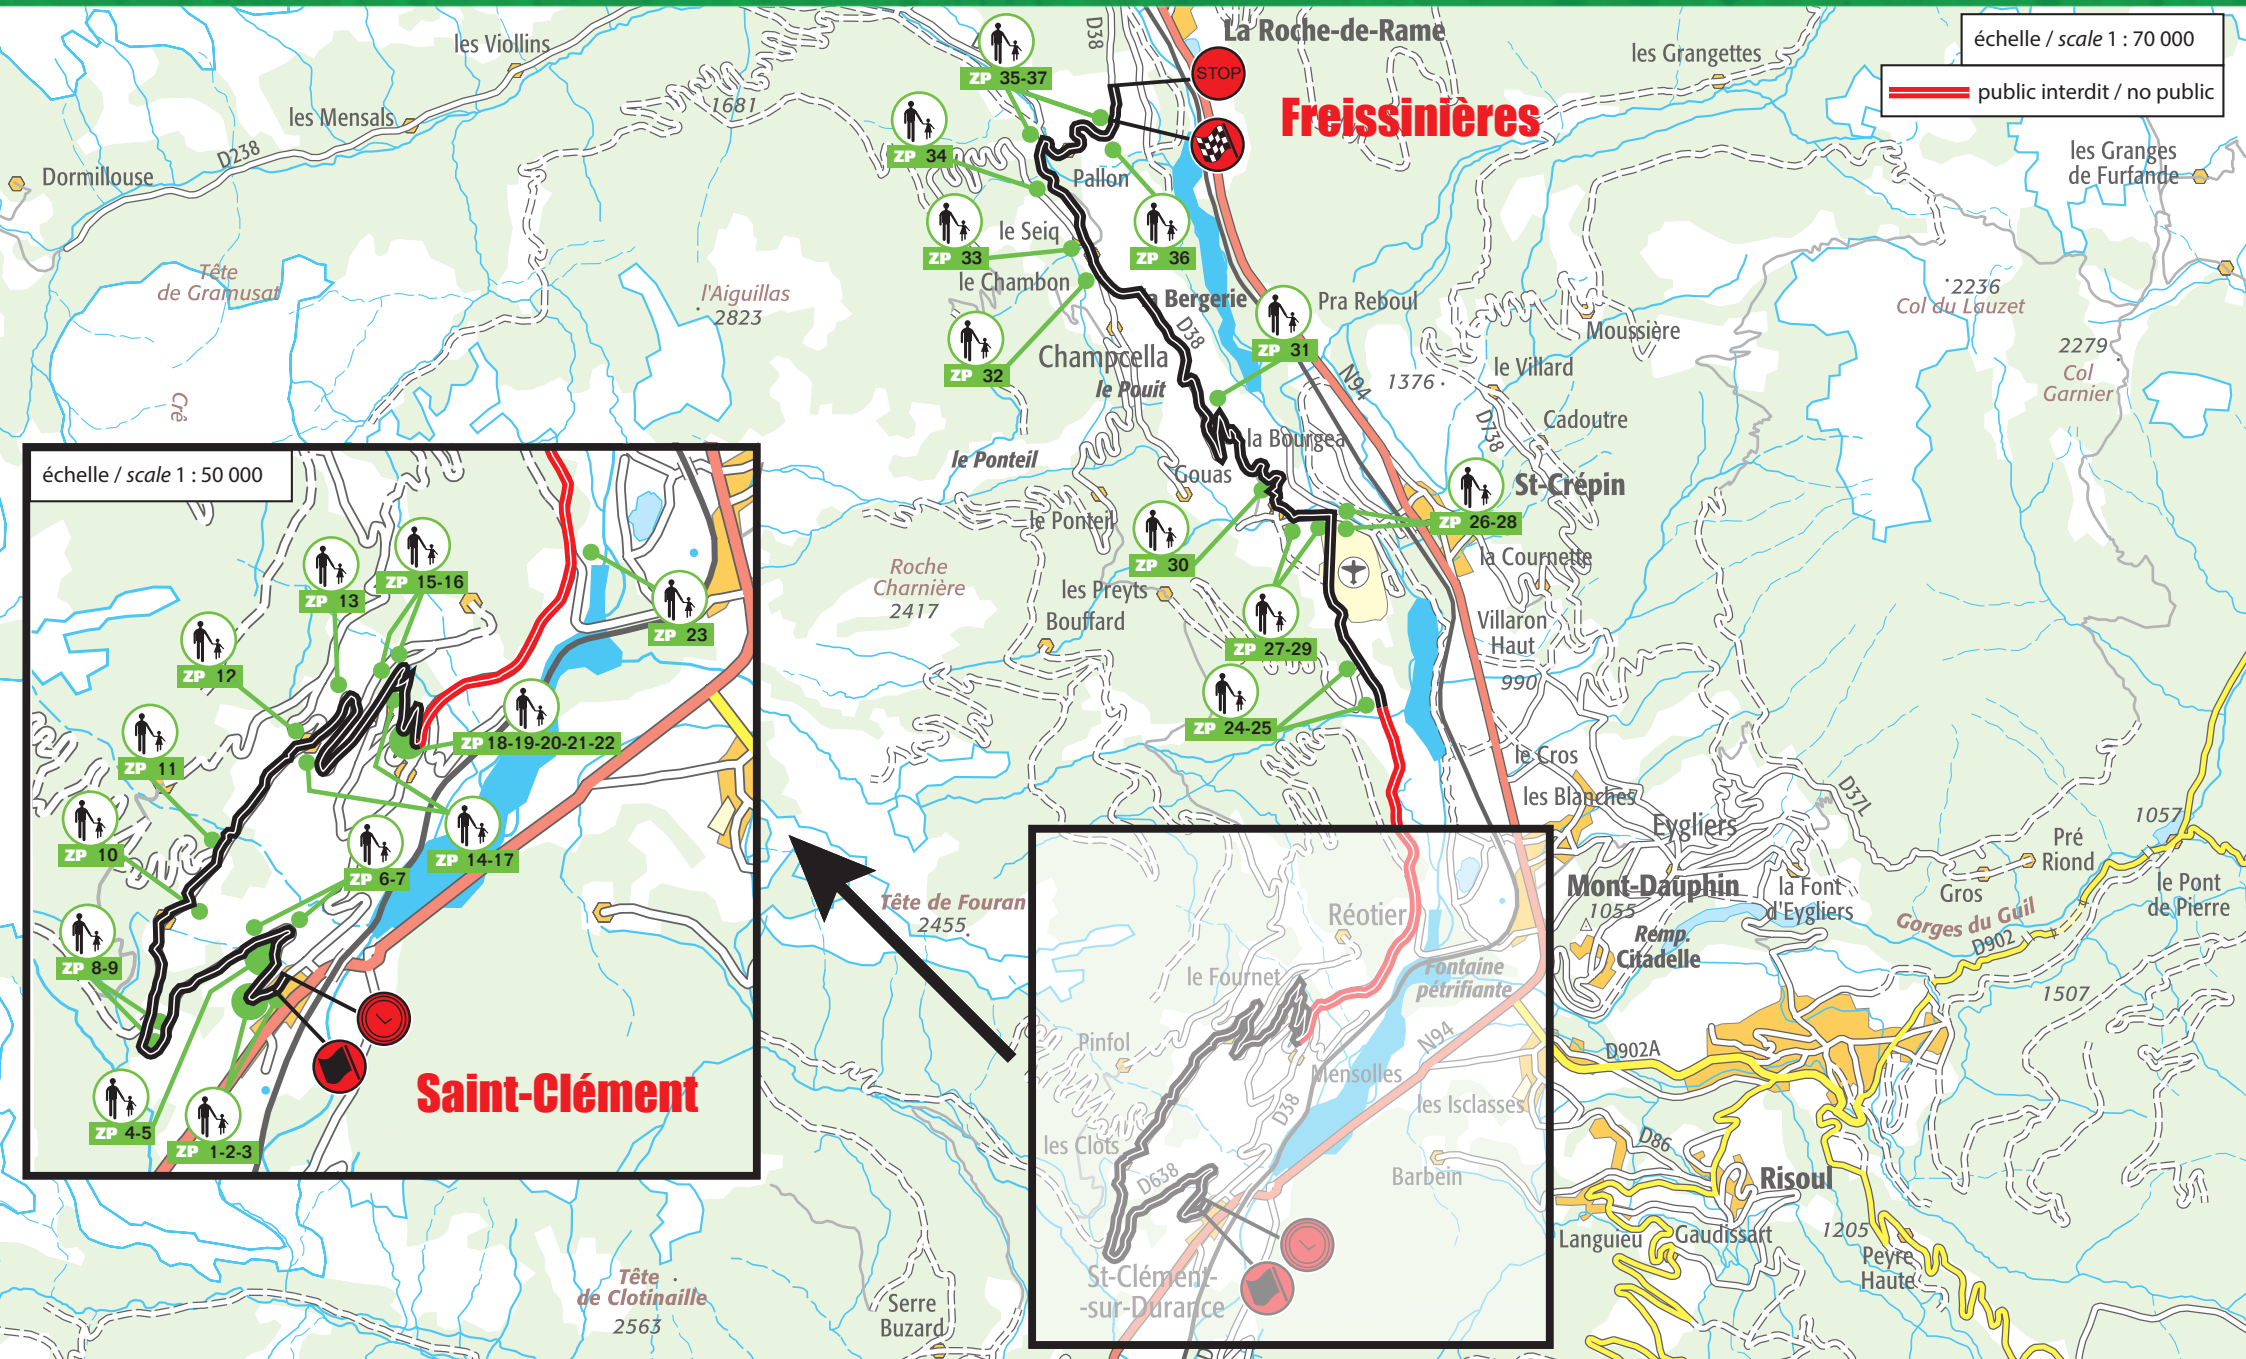 échelle / scale 1 : 70 000
public interdit / no public
les Viollins
les Mensals
D238
Dormillouse
1681
D38
La Roche-de-Rame
STOP
Freissinières
les Grangettes
les Granges
de Furfande
ZP 35-37
ZP 34
Pallon
ZP 33
le Seiq
ZP 36
le Chambon
Bergerie
Pra Reboul
ZP 31
ZP 32
D38
Champcella
le Pouit
N94
1376
Tête
de Gramusat
Crê
l'Aiguillas
2823
2236
Col du Lauzet
Moussière
le Villard
2279
Col
Garnier
D738
Cadoutre
la Bourgea
le Ponteil
Gouas
St-Crépin
ZP 26-28
le Ponteil
ZP 30
la Cournette
Roche
Charnière
2417
les Preyts
Bouffard
ZP 27-29
Villaron
Haut
990
ZP 24-25
le Cros
les Blanches
Eygliers
D37L
1057
Pré
Riond
Mont-Dauphin
1055
la Font
d'Eygliers
Gros
le Pont
de Pierre
Gorges du Guil
D902
Remp.
Citadelle
1507
Tête de Fouran
2455
Réotier
le Fournet
Fontaine
pétrifiante
Pinfol
N94
D902A
Mensolles
D38
les Isclasses
les Clots
D638
Barbein
D86
Risoul
Languieu
Gaudissart
1205
Peyre
Haute
St-Clément-
-sur-Durance
Tête
de Clotinaille
2563
Serre
Buzard
échelle / scale 1 : 50 000
ZP 15-16
ZP 13
ZP 23
ZP 12
ZP 18-19-20-21-22
ZP 11
ZP 10
ZP 14-17
ZP 6-7
ZP 8-9
Saint-Clément
ZP 4-5
ZP 1-2-3